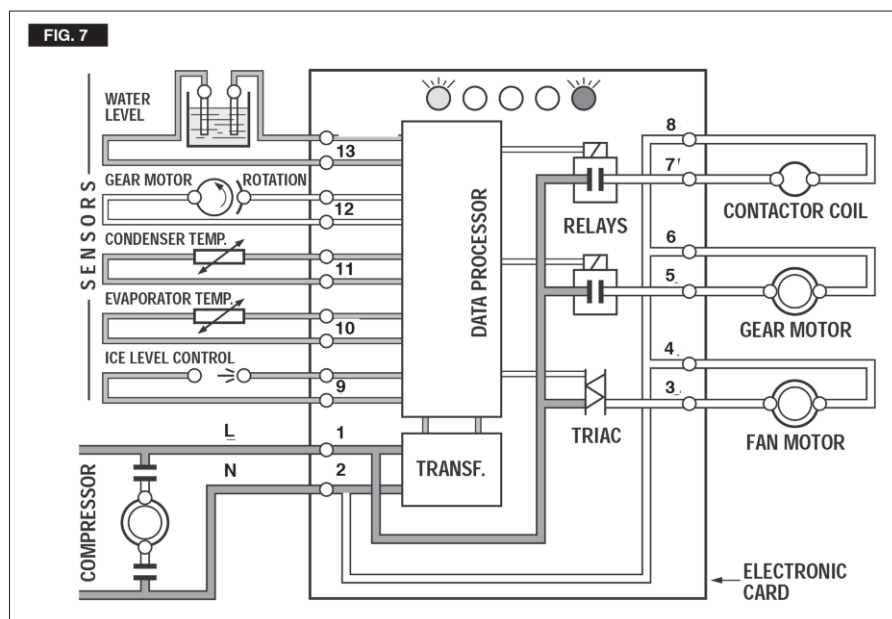 FIG. 7
WATER
LEVEL
13
GEAR MOTOR
ROTATION
12
CONDENSER TEMP.
11
EVAPORATOR TEMP.
10
ICE LEVEL CONTROL
9
SENSORS
L
1
N
2
COMPRESSOR
DATA PROCESSOR
TRANSF.
RELAYS
TRIAC
8
7
CONTACTOR COIL
6
5
GEAR MOTOR
4
3
FAN MOTOR
ELECTRONIC
CARD